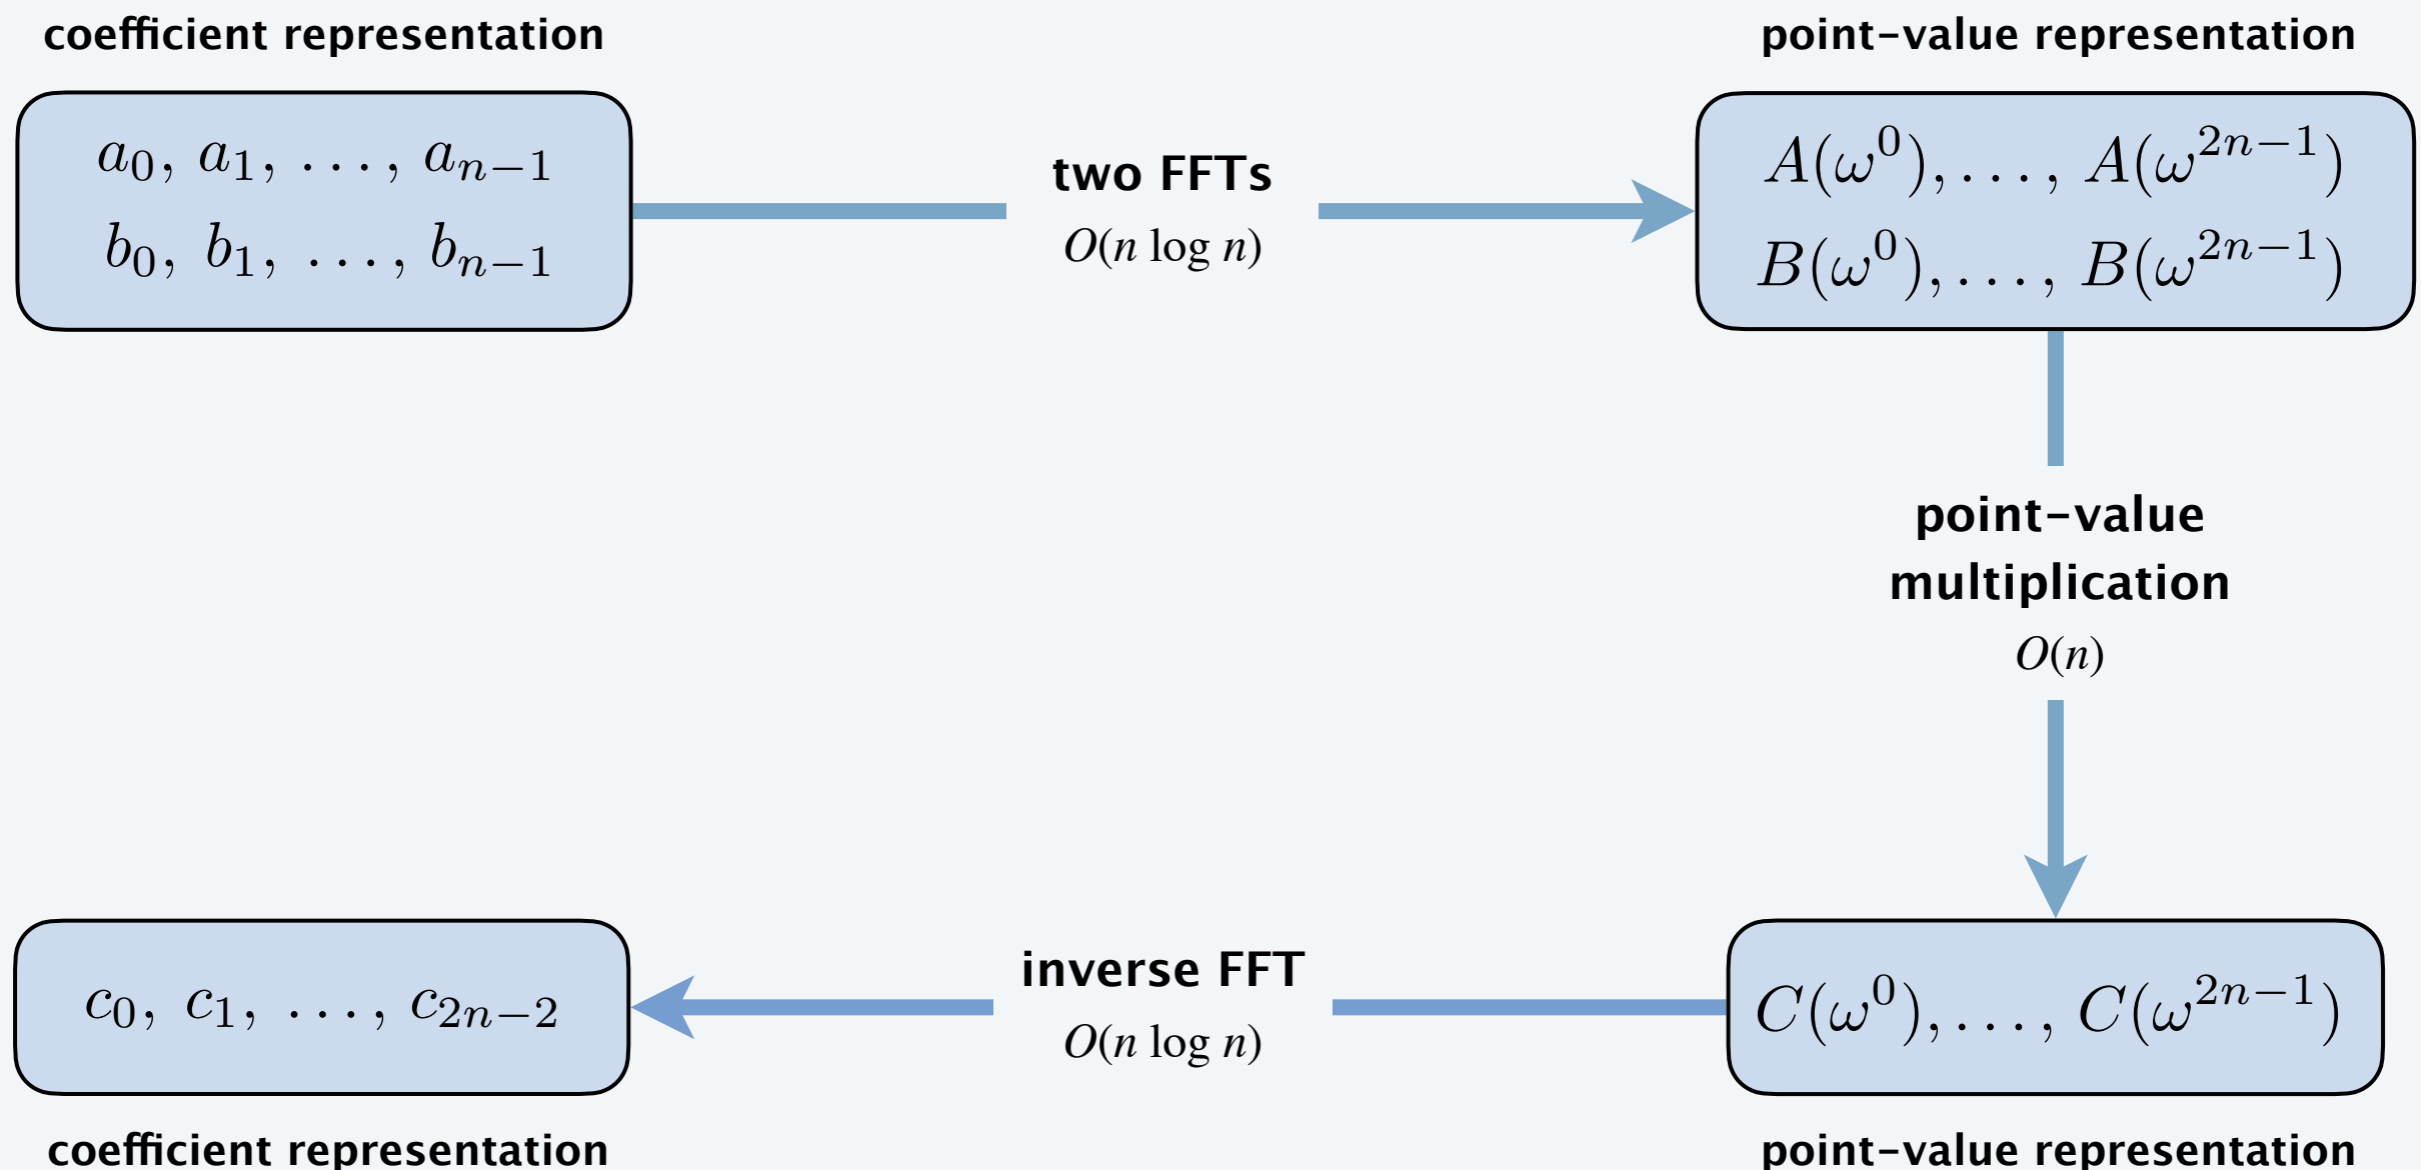 coefficient representation
point-value representation
a₀, a₁, …, aₙ₋₁
b₀, b₁, …, bₙ₋₁
two FFTs
O(n log n)
A(ω⁰), …, A(ω²ⁿ⁻¹)
B(ω⁰), …, B(ω²ⁿ⁻¹)
point-value
multiplication
O(n)
c₀, c₁, …, c₂ₙ₋₂
inverse FFT
O(n log n)
C(ω⁰), …, C(ω²ⁿ⁻¹)
coefficient representation
point-value representation